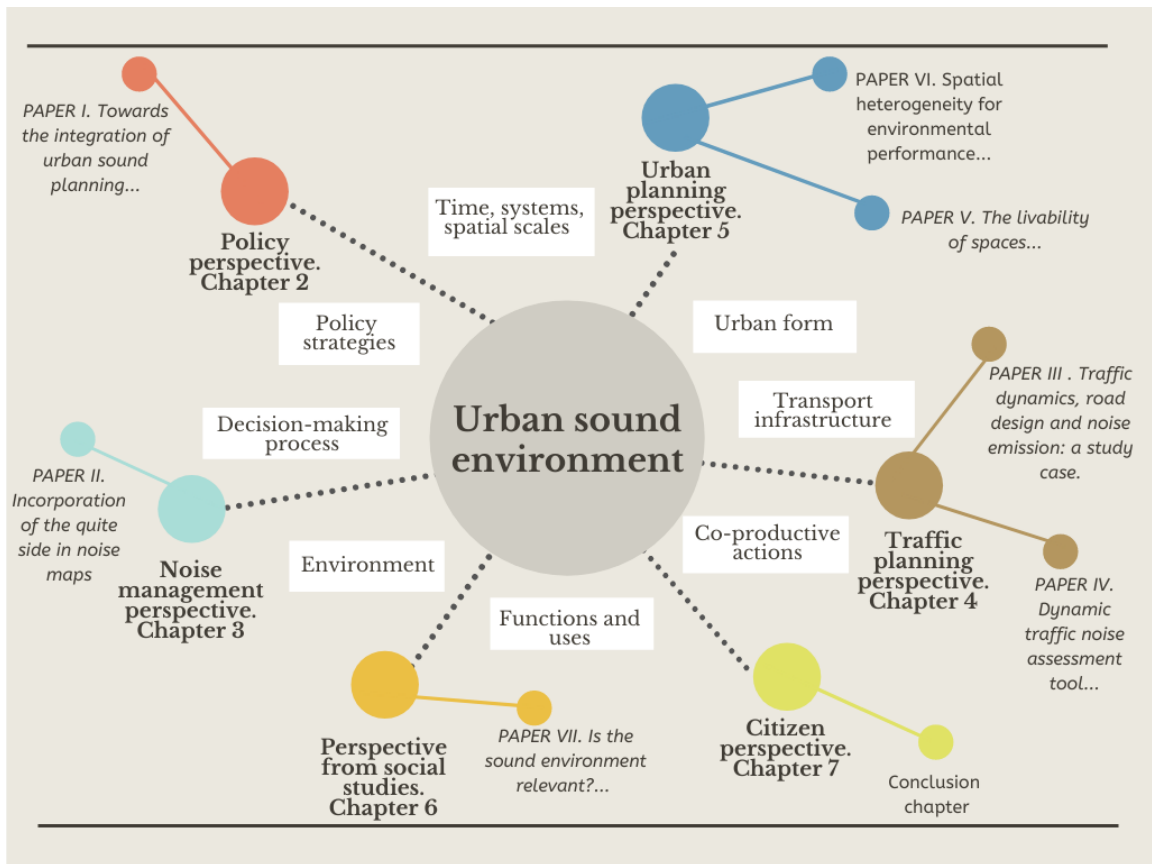 PAPER I. Towards
the integration of
urban sound
planning...
Policy
perspective.
Chapter 2
Time, systems,
spatial scales
Urban
planning
perspective.
Chapter 5
PAPER VI. Spatial
heterogeneity for
environmental
performance...
PAPER V. The livability
of spaces...
Policy
strategies
Urban form
Decision-making
process
Urban sound
environment
Transport
infrastructure
PAPER III . Traffic
dynamics, road
design and noise
emission: a study
case.
PAPER II.
Incorporation
of the quite
side in noise
maps
Noise
management
perspective.
Chapter 3
Environment
Co-productive
actions
Traffic
planning
perspective.
Chapter 4
PAPER IV.
Dynamic
traffic noise
assessment
tool...
Functions and
uses
Perspective
from social
studies.
Chapter 6
PAPER VII. Is the
sound environment
relevant?...
Citizen
perspective.
Chapter 7
Conclusion
chapter